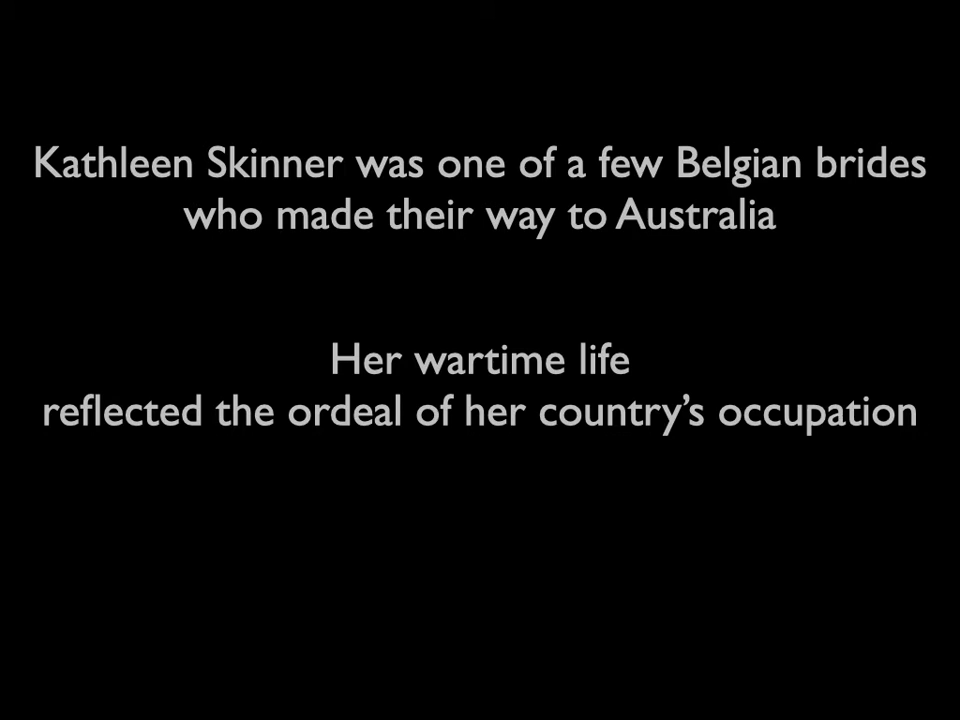 Kathleen Skinner was one of a few Belgian brides
who made their way to Australia
Her wartime life
reflected the ordeal of her country’s occupation